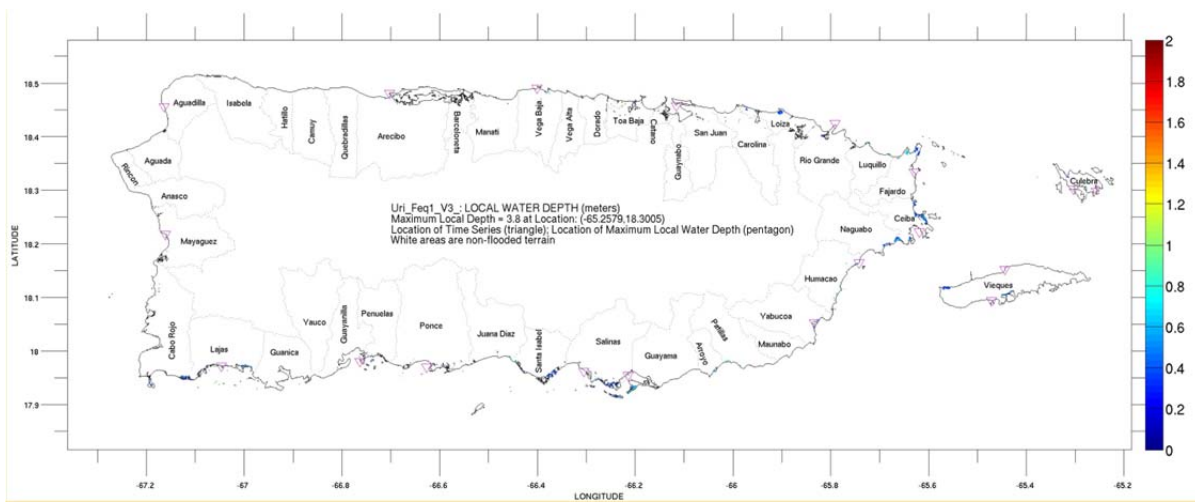 2
1.8
1.6
1.4
1.2
1
0.8
0.6
0.4
0.2
0
LATITUDE
18.5
18.4
18.3
18.2
18.1
18
17.9
Aguadilla
Isabela
Hatillo
Camuy
Quebradillas
Arecibo
Barceloneta
Manati
Vega Baja
Vega Alta
Dorado
Toa Baja
Catano
Guaynabo
San Juan
Carolina
Loiza
Rio Grande
Luquillo
Fajardo
Ceiba
Culebra
Aguada
Rincon
Anasco
Mayaguez
Naguabo
Humacao
Vieques
Uri_Feq1_V3_: LOCAL WATER DEPTH (meters)
Maximum Local Depth = 3.8 at Location: (-65.2579,18.3005)
Location of Time Series (triangle); Location of Maximum Local Water Depth (pentagon)
White areas are non-flooded terrain
Cabo Rojo
Lajas
Guanica
Yauco
Guayanilla
Penuelas
Ponce
Juana Diaz
Santa Isabel
Salinas
Guayama
Arroyo
Patillas
Yabucoa
Maunabo
-67.2
-67
-66.8
-66.6
-66.4
-66.2
-66
-65.8
-65.6
-65.4
-65.2
LONGITUDE